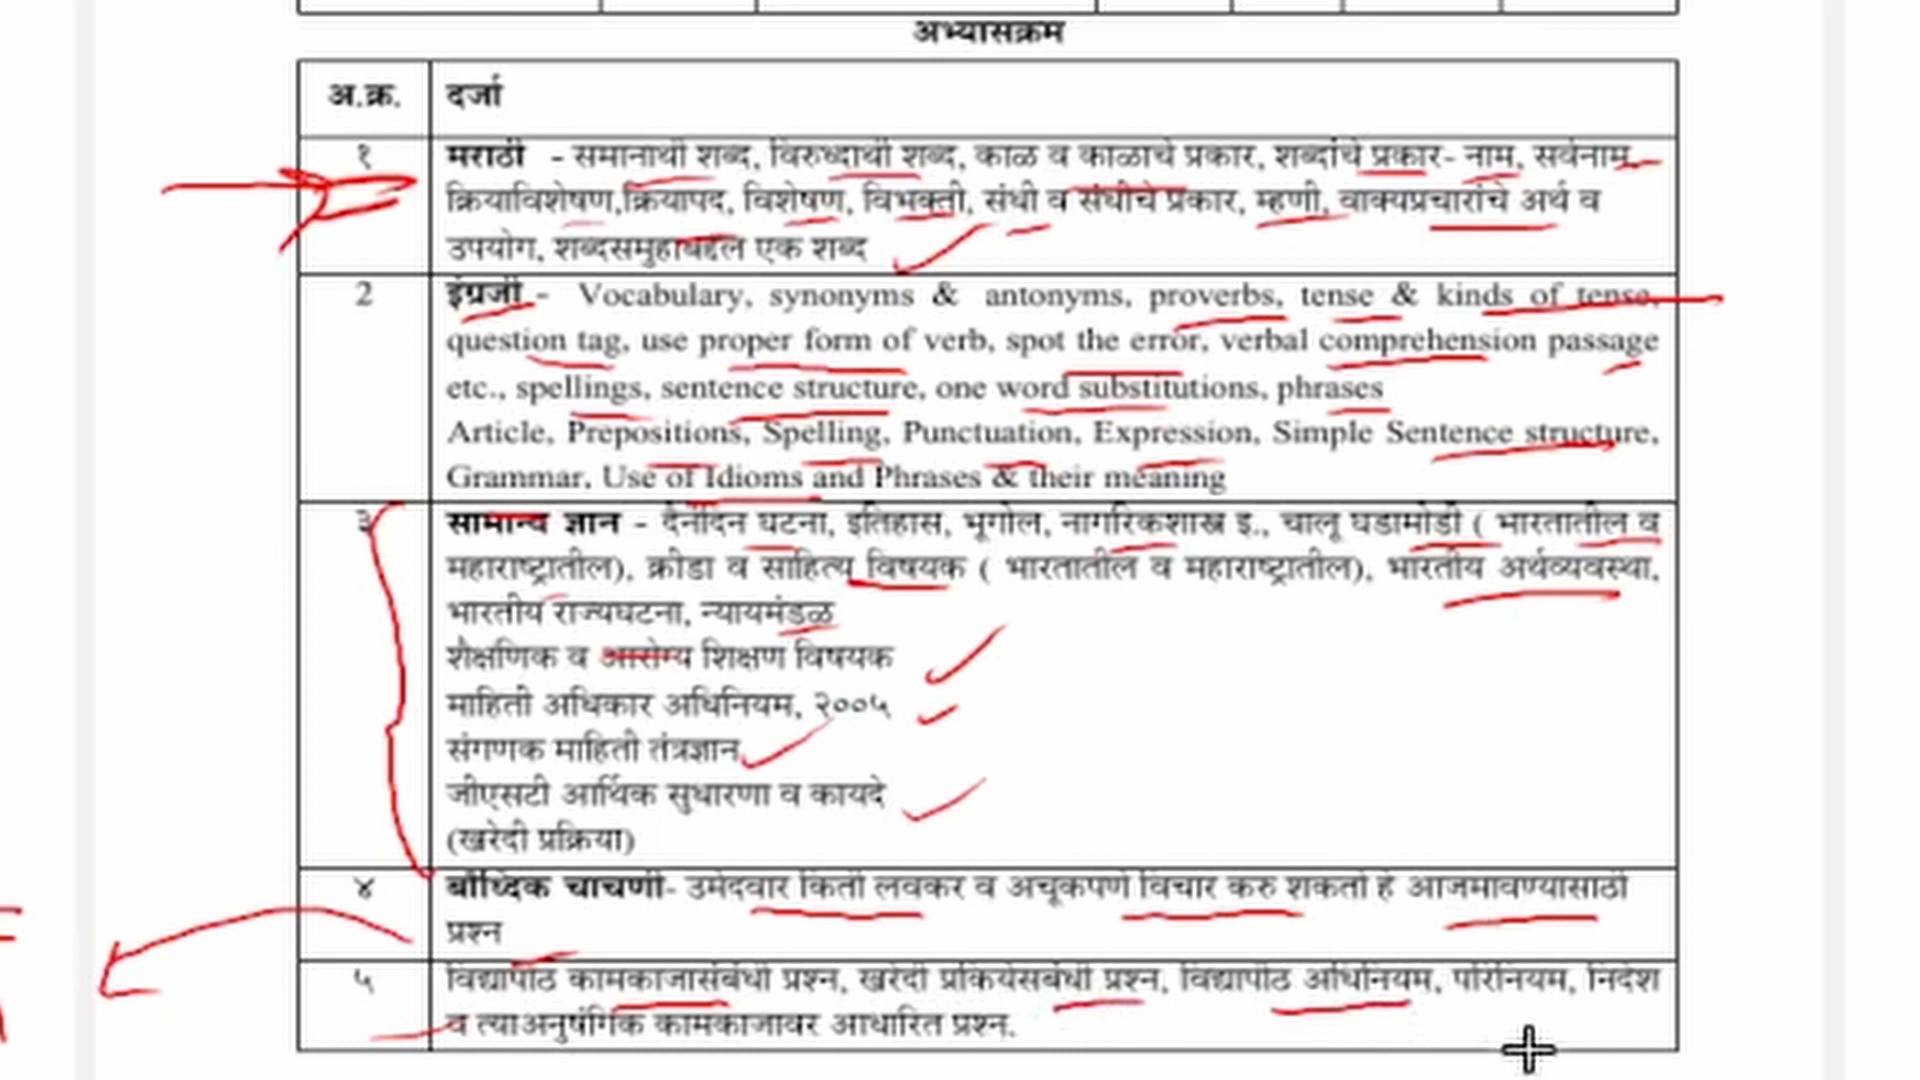 अभ्यासक्रम
अ.क्र. दर्जा
१ मराठी - समानार्थी शब्द, विरुध्दार्थी शब्द, काळ व काळाचे प्रकार, शब्दांचे प्रकार- नाम, सर्वनाम,
क्रियाविशेषण,क्रियापद, विशेषण, विभक्ती, संधी व संधीचे प्रकार, म्हणी, वाक्यप्रचारांचे अर्थ व
उपयोग, शब्दसमुहाबद्दल एक शब्द
2 इंग्रजी - Vocabulary, synonyms & antonyms, proverbs, tense & kinds of tense,
question tag, use proper form of verb, spot the error, verbal comprehension passage
etc., spellings, sentence structure, one word substitutions, phrases
Article, Prepositions, Spelling, Punctuation, Expression, Simple Sentence structure,
Grammar, Use of Idioms and Phrases & their meaning
३ सामान्य ज्ञान - दैनंदिन घटना, इतिहास, भूगोल, नागरिकशास्त्र इ., चालू घडामोडी ( भारतातील व
महाराष्ट्रातील), क्रीडा व साहित्य विषयक ( भारतातील व महाराष्ट्रातील), भारतीय अर्थव्यवस्था,
भारतीय राज्यघटना, न्यायमंडळ
शैक्षणिक व आरोग्य शिक्षण विषयक
माहिती अधिकार अधिनियम, २००५
संगणक माहिती तंत्रज्ञान
जीएसटी आर्थिक सुधारणा व कायदे
(खरेदी प्रक्रिया)
४ बौध्दिक चाचणी- उमेदवार किती लवकर व अचूकपणे विचार करु शकतो हे आजमावण्यासाठी
प्रश्न
५ विद्यापीठ कामकाजासंबंधी प्रश्न, खरेदी प्रकियेसबंधी प्रश्न, विद्यापीठ अधिनियम, परिनियम, निर्देश
व त्याअनुषंगिक कामकाजावर आधारित प्रश्न.